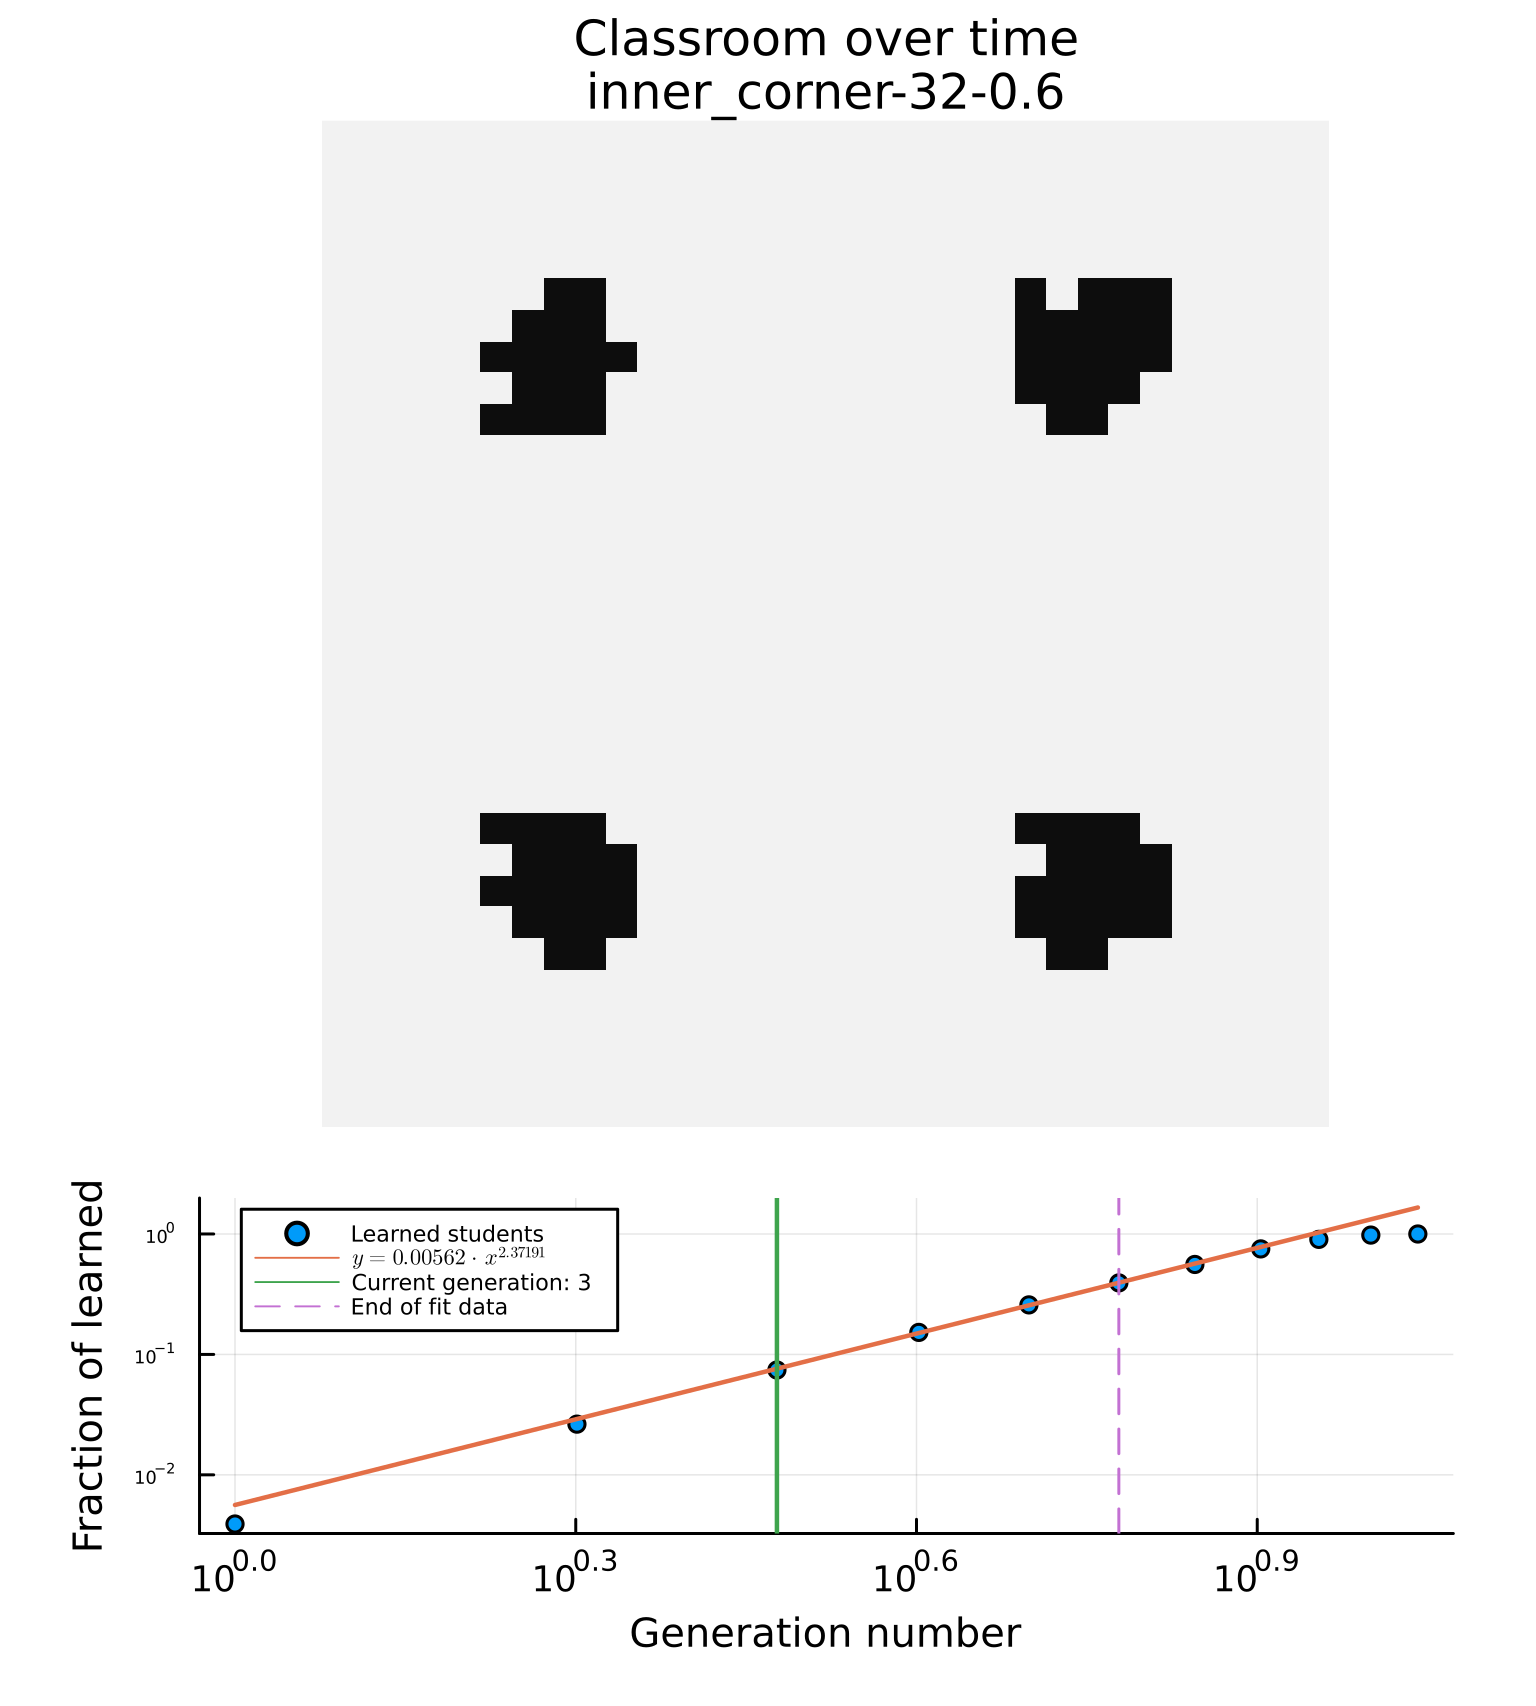 Classroom over time
inner_corner-32-0.6
Fraction of learned
10^0
10^-1
10^-2
Learned students
y = 0.00562 · x^2.37191
Current generation: 3
End of fit data
10^0.0 10^0.3 10^0.6 10^0.9
Generation number